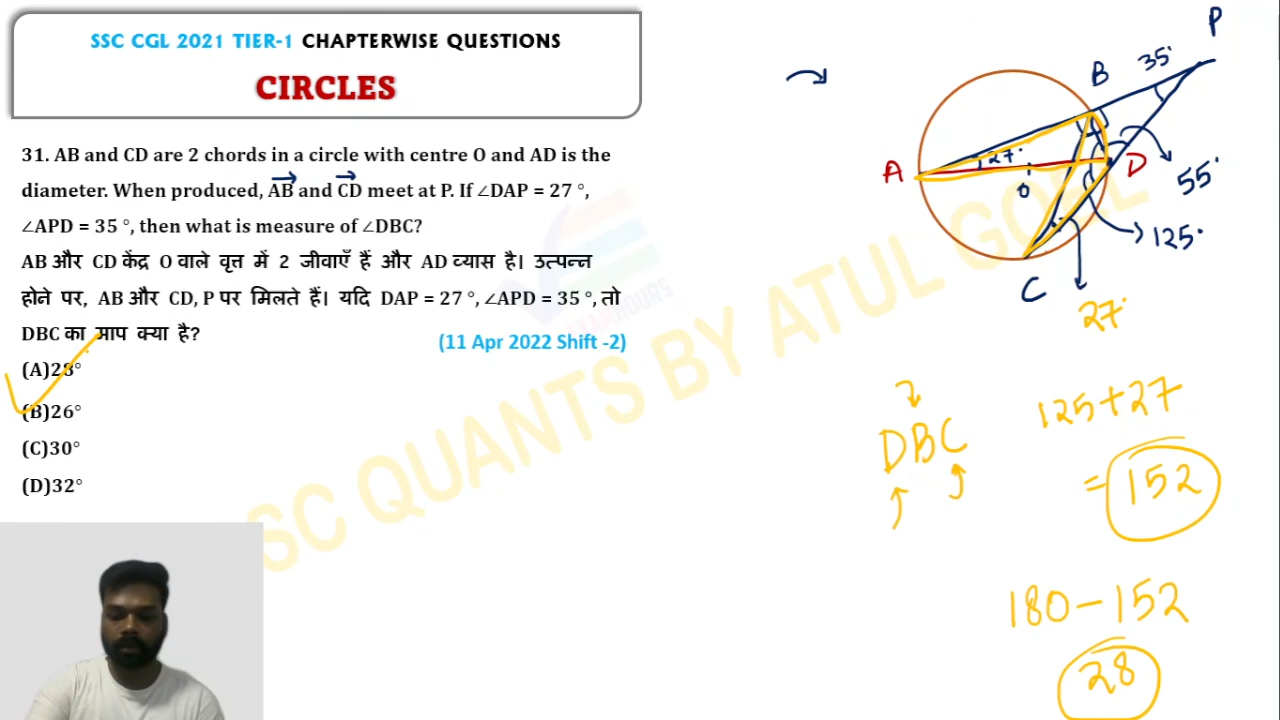 SSC CGL 2021 TIER-1 CHAPTERWISE QUESTIONS
CIRCLES
31. AB and CD are 2 chords in a circle with centre O and AD is the
diameter. When produced, AB and CD meet at P. If ∠DAP = 27 °,
∠APD = 35 °, then what is measure of ∠DBC?
AB और CD केंद्र O वाले वृत्त में 2 जीवाएँ हैं और AD व्यास है। उत्पन्न
होने पर, AB और CD, P पर मिलते हैं। यदि DAP = 27 °, ∠APD = 35 °, तो
DBC का माप क्या है?
(11 Apr 2022 Shift -2)
(A)28°
(B)26°
(C)30°
(D)32°
P
35°
B
A
27°
O
D
55°
125°
C
27°
DBC
125+27
=152
180-152
28
SSC QUANTS BY ATUL GOEL